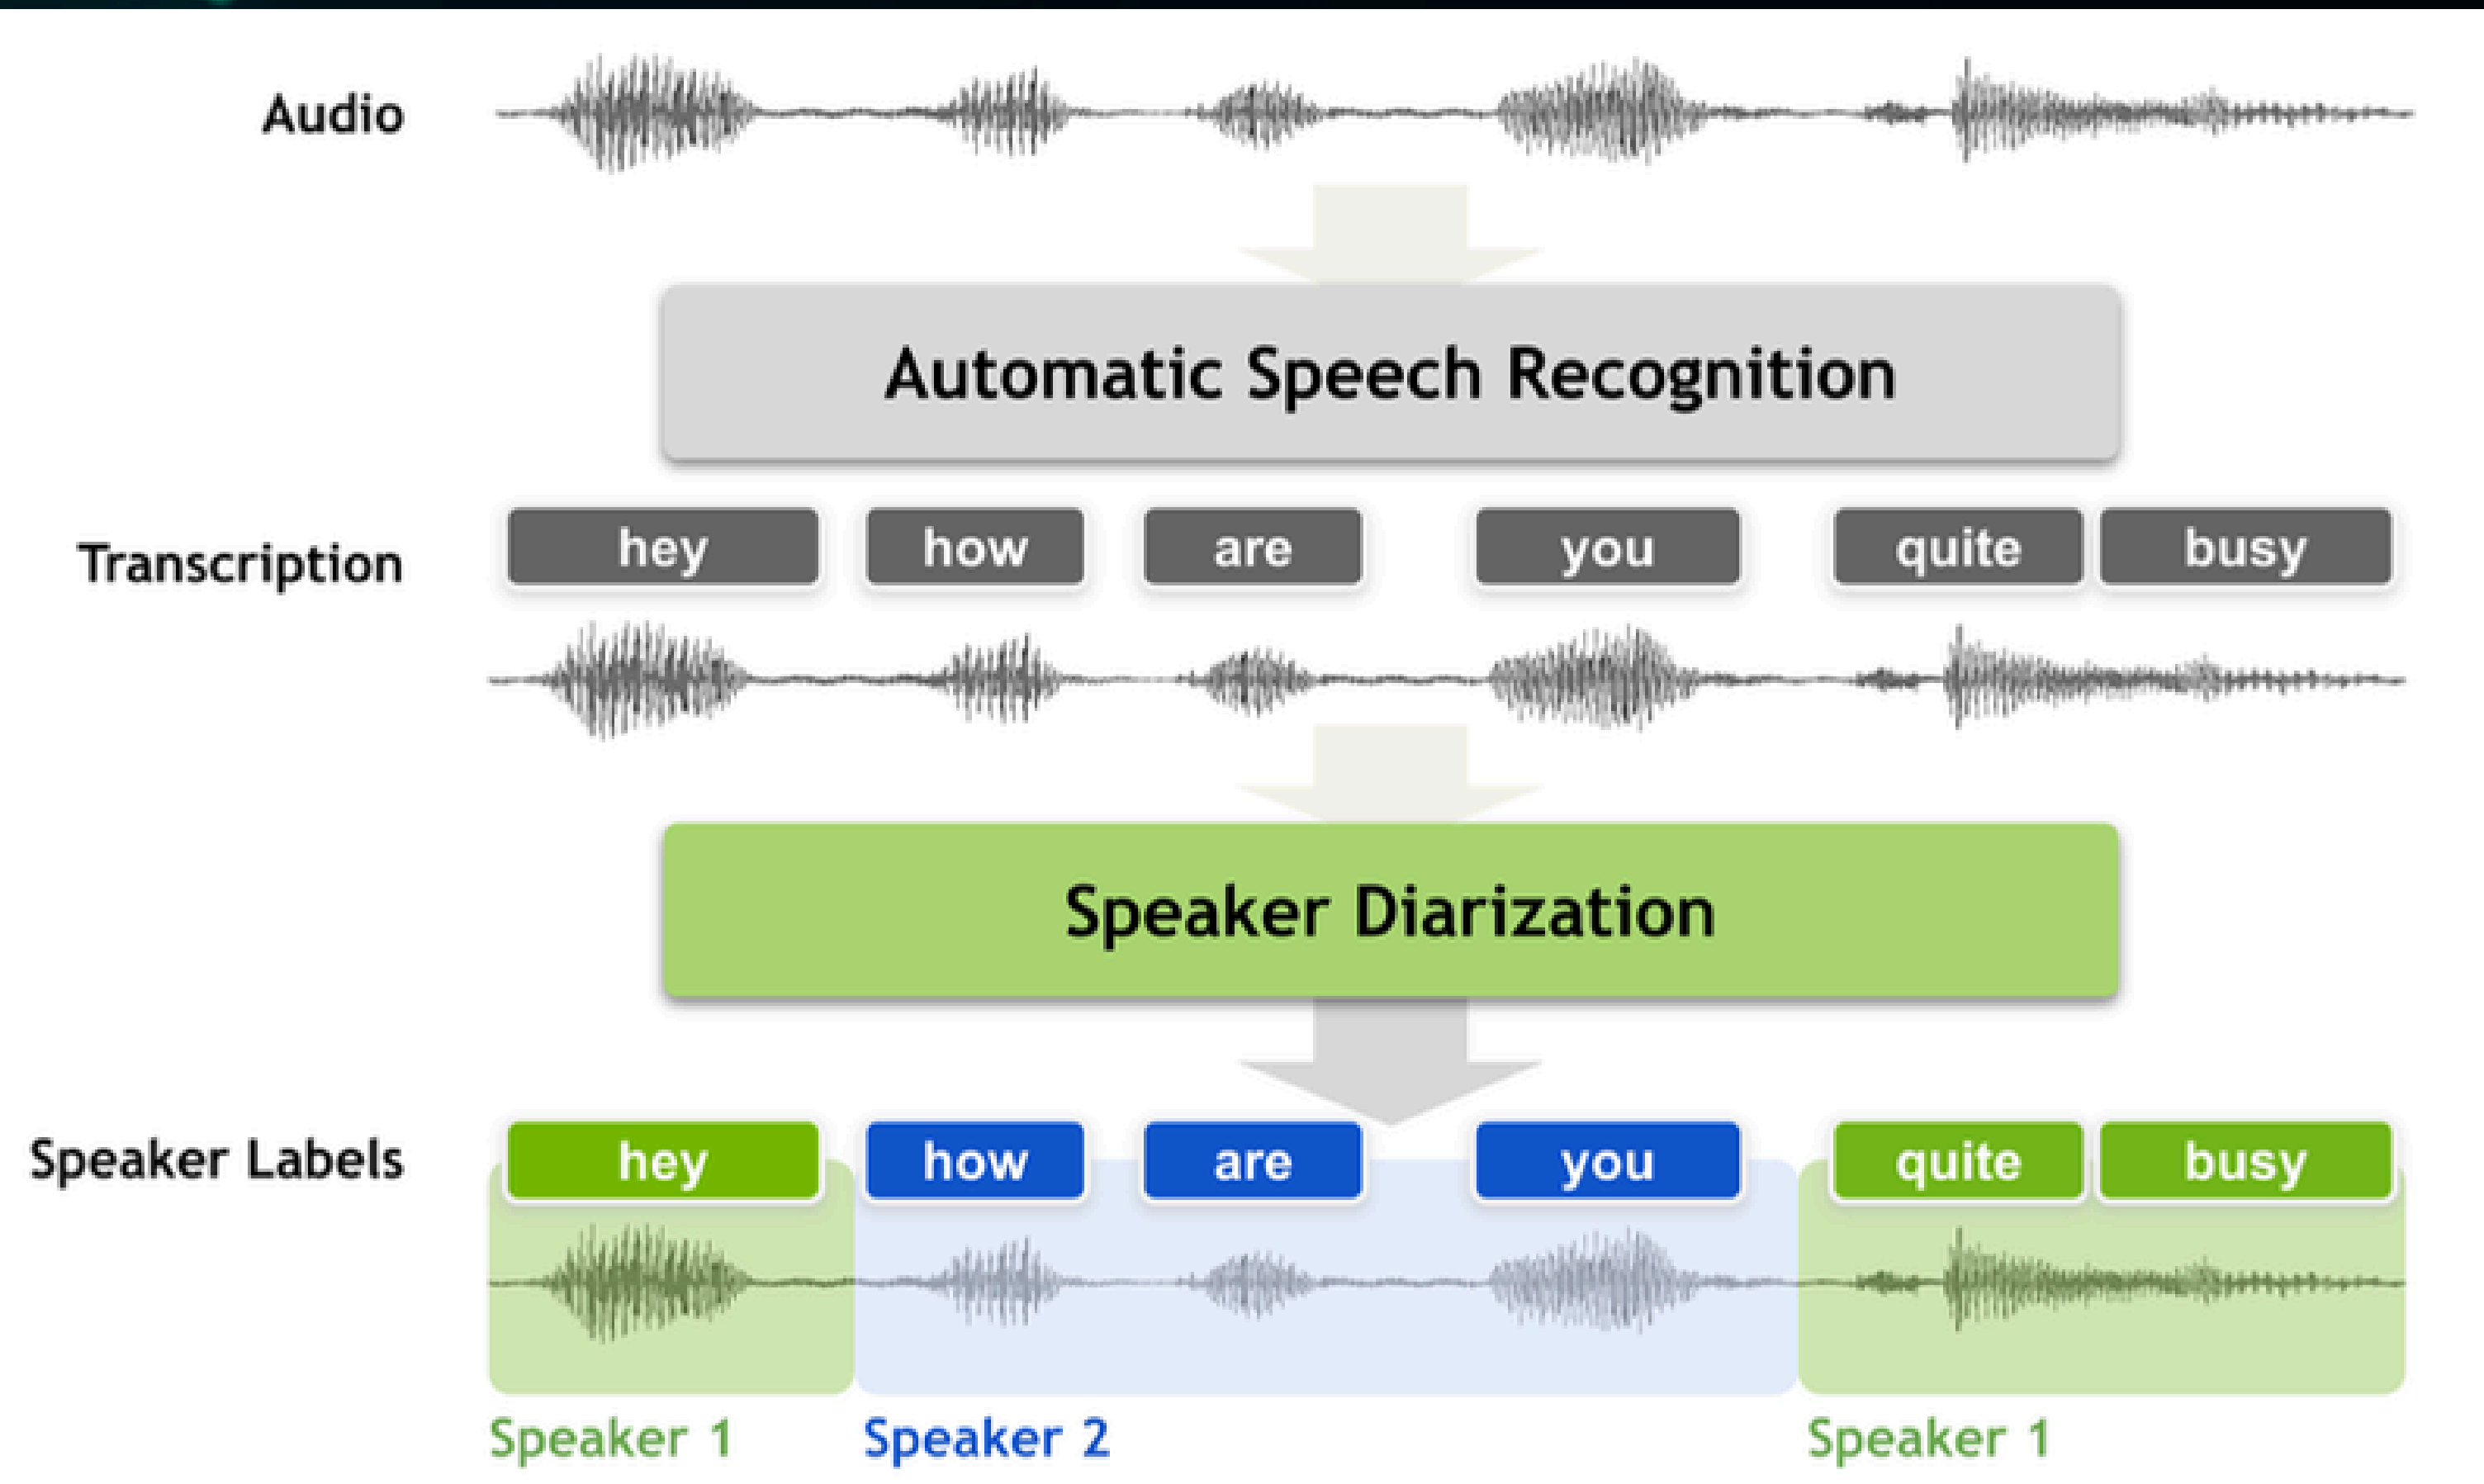 Audio
Automatic Speech Recognition
Transcription hey how are you quite busy
Speaker Diarization
Speaker Labels hey how are you quite busy
Speaker 1 Speaker 2 Speaker 1